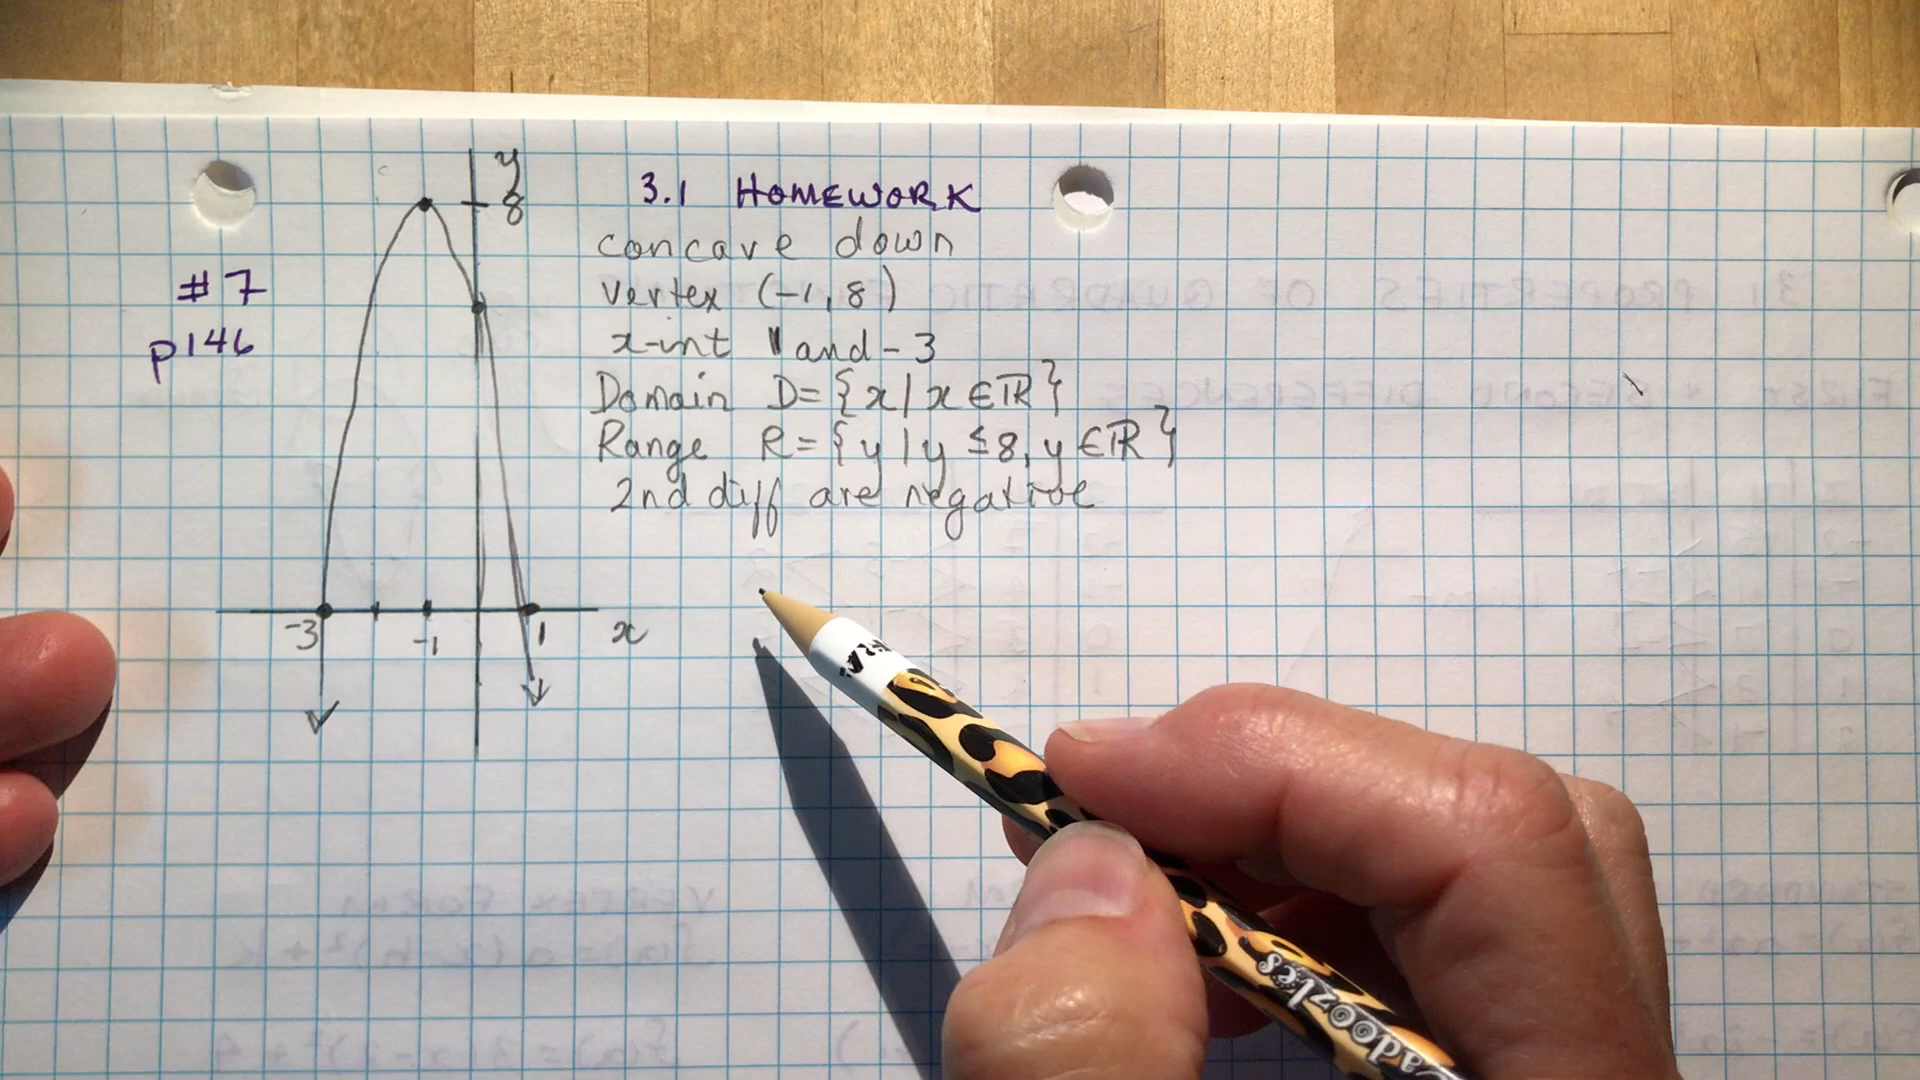 3.1 HOMEWORK
# 7
p146
y
8
concave down
vertex (-1, 8)
x-int 1 and -3
Domain D = {x | x ∈ ℝ}
Range R = {y | y ≤ 8, y ∈ ℝ}
2nd diff are negative
-3 -1 1 x